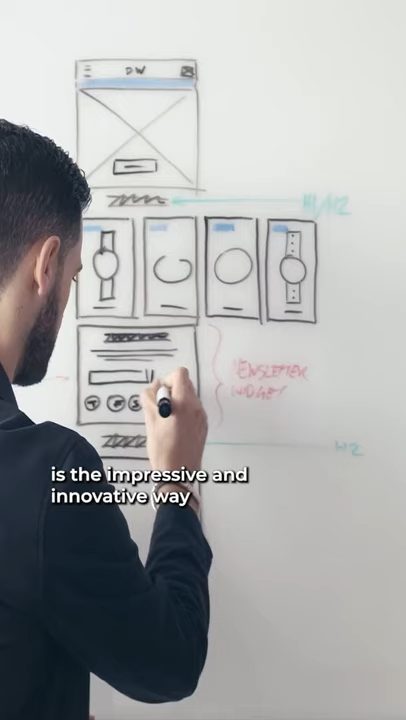 DW
H1/H2
NEWSLETTER
WIDGET
H2
is the impressive and
innovative way